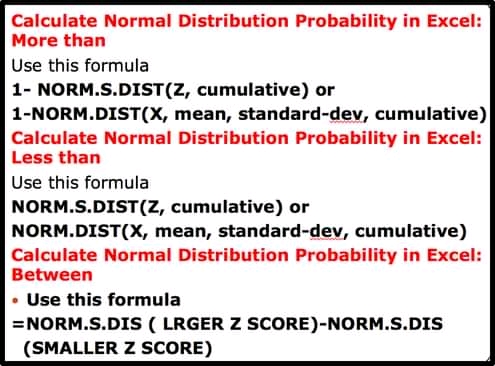 Calculate Normal Distribution Probability in Excel:
More than
Use this formula
1- NORM.S.DIST(Z, cumulative) or
1-NORM.DIST(X, mean, standard-dev, cumulative)
Calculate Normal Distribution Probability in Excel:
Less than
Use this formula
NORM.S.DIST(Z, cumulative) or
NORM.DIST(X, mean, standard-dev, cumulative)
Calculate Normal Distribution Probability in Excel:
Between
• Use this formula
=NORM.S.DIS ( LRGER Z SCORE)-NORM.S.DIS
(SMALLER Z SCORE)